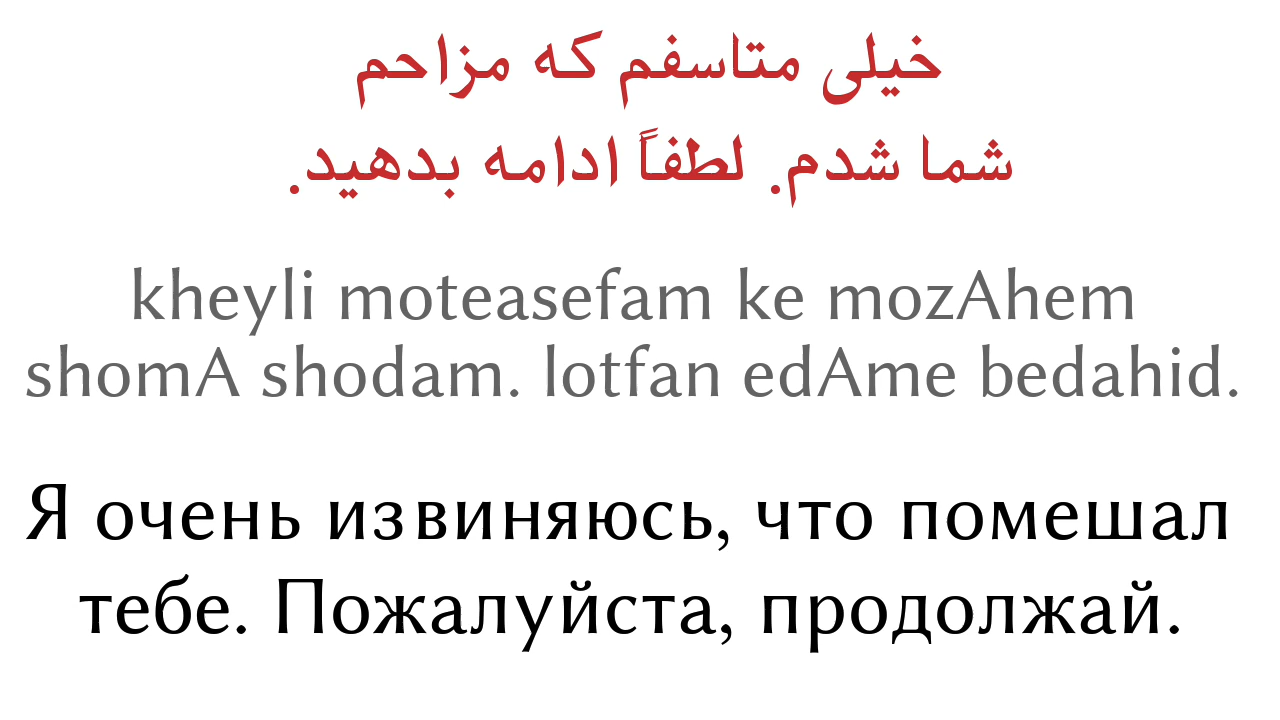 خیلی متاسفم که مزاحم
شما شدم. لطفاً ادامه بدهید.
kheyli moteasefam ke mozAhem
shomA shodam. lotfan edAme bedahid.
Я очень извиняюсь, что помешал
тебе. Пожалуйста, продолжай.